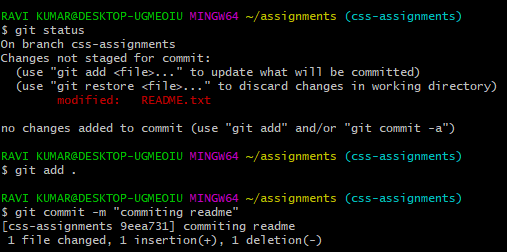 RAVI KUMAR@DESKTOP-UGMEOIU MINGW64 ~/assignments (css-assignments)
$ git status
On branch css-assignments
Changes not staged for commit:
  (use "git add <file>..." to update what will be committed)
  (use "git restore <file>..." to discard changes in working directory)
        modified:   README.txt

no changes added to commit (use "git add" and/or "git commit -a")

RAVI KUMAR@DESKTOP-UGMEOIU MINGW64 ~/assignments (css-assignments)
$ git add .

RAVI KUMAR@DESKTOP-UGMEOIU MINGW64 ~/assignments (css-assignments)
$ git commit -m "commiting readme"
[css-assignments 9eea731] commiting readme
 1 file changed, 1 insertion(+), 1 deletion(-)